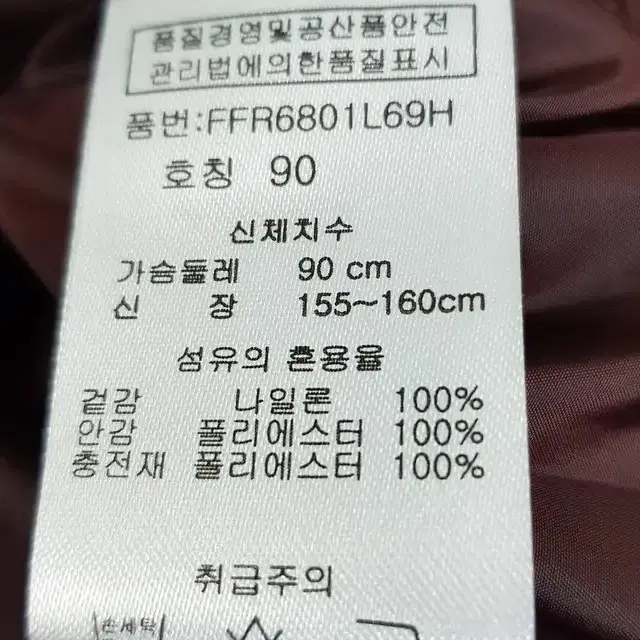 품질경영및공산품안전
관리법에의한품질표시
품번:FFR6801L69H
호칭 90
신체치수
가슴둘레 90 cm
신 장 155~160cm
섬유의 혼용율
겉감 나일론 100%
안감 폴리에스터 100%
충전재 폴리에스터 100%
취급주의
손세탁